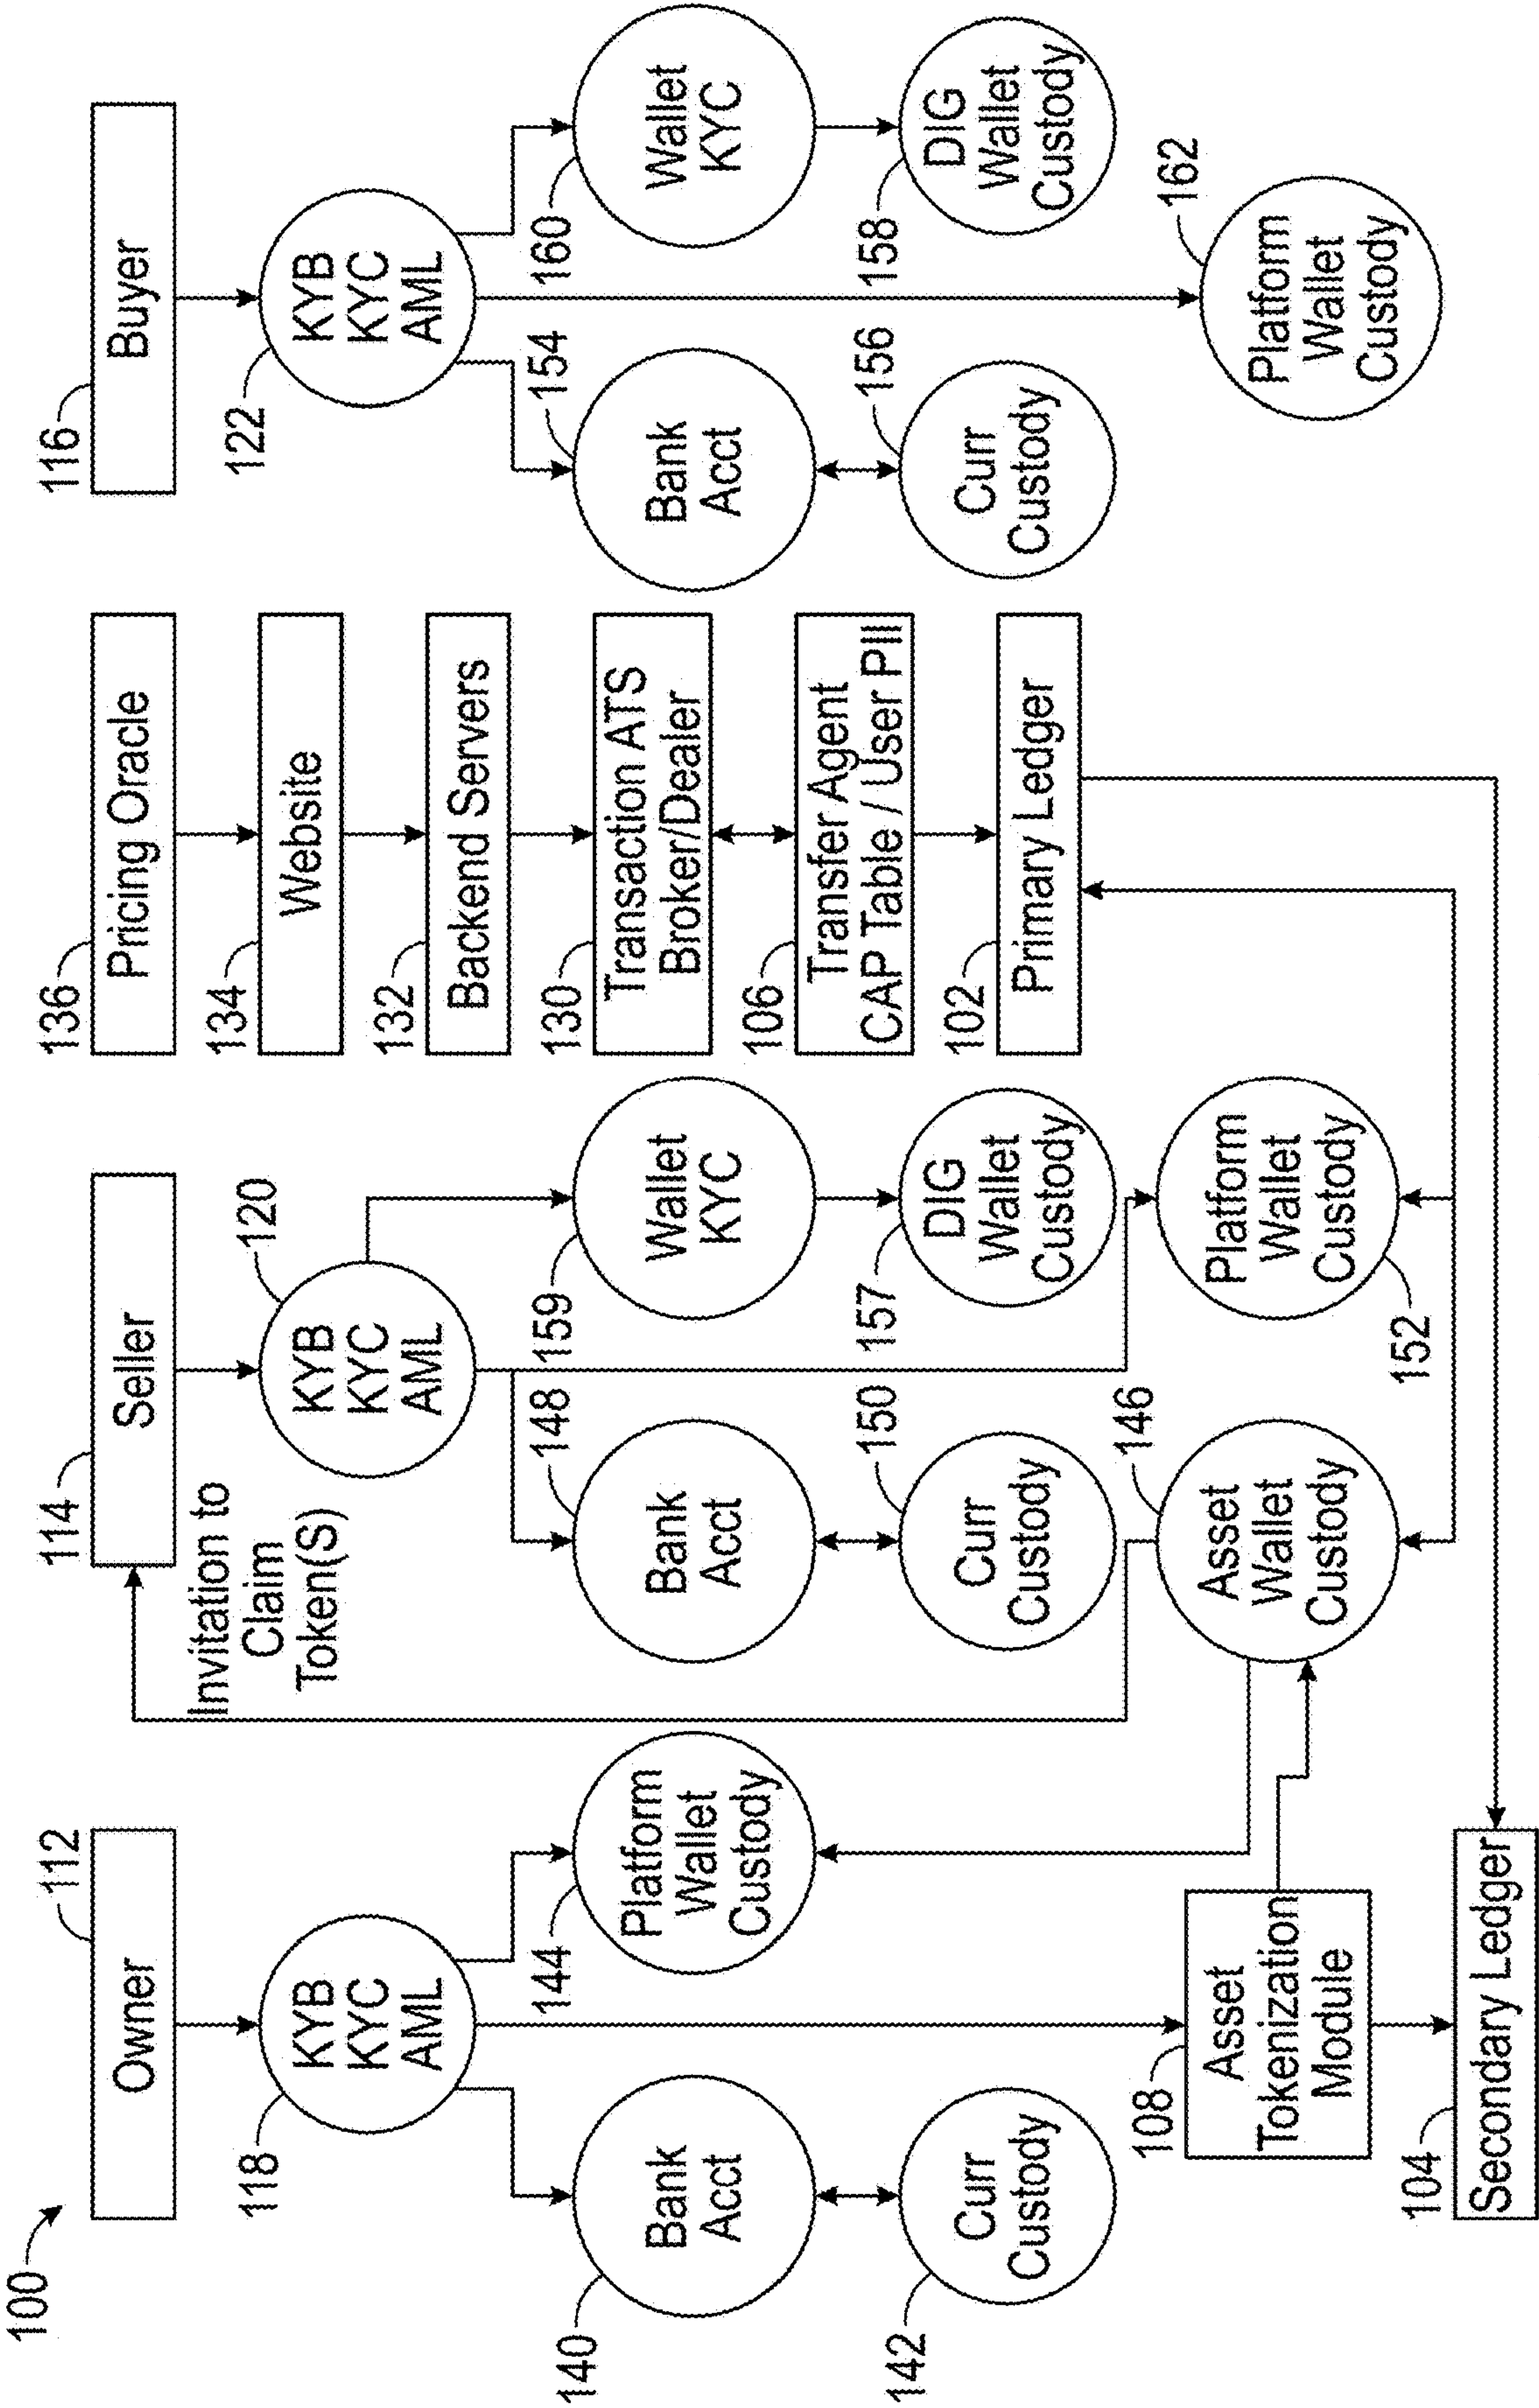 100
112
Owner
118
KYB
KYC
AML
140
Bank
Acct
142
Curr
Custody
144
Platform
Wallet
Custody
108
Asset
Tokenization
Module
104
Secondary Ledger
114
Seller
Invitation to
Claim
Token(S)
120
KYB
KYC
AML
148
Bank
Acct
150
Curr
Custody
146
Asset
Wallet
Custody
159
Wallet
KYC
157
DIG
Wallet
Custody
152
Platform
Wallet
Custody
136
Pricing Oracle
134
Website
132
Backend Servers
130
Transaction ATS
Broker/Dealer
106
Transfer Agent
CAP Table / User PII
102
Primary Ledger
116
Buyer
122
KYB
KYC
AML
154
Bank
Acct
156
Curr
Custody
160
Wallet
KYC
158
DIG
Wallet
Custody
162
Platform
Wallet
Custody